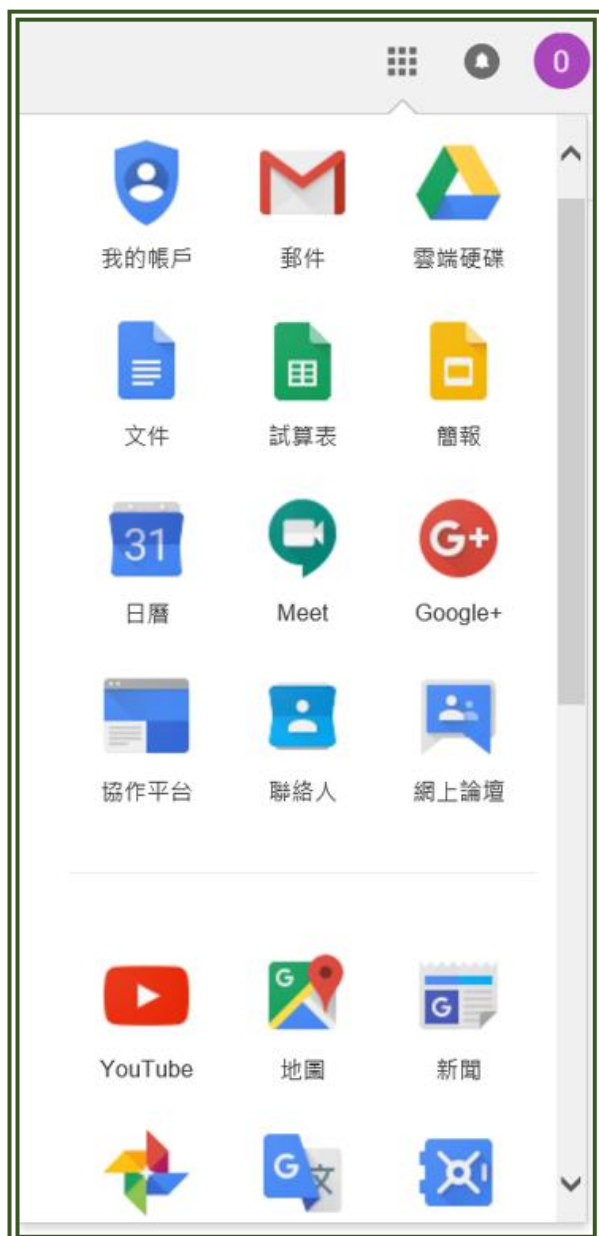 0
我的帳戶 郵件 雲端硬碟
文件 試算表 簡報
31 G+
日曆 Meet Google+
協作平台 聯絡人 網上論壇
G G
YouTube 地圖 新聞
G 文